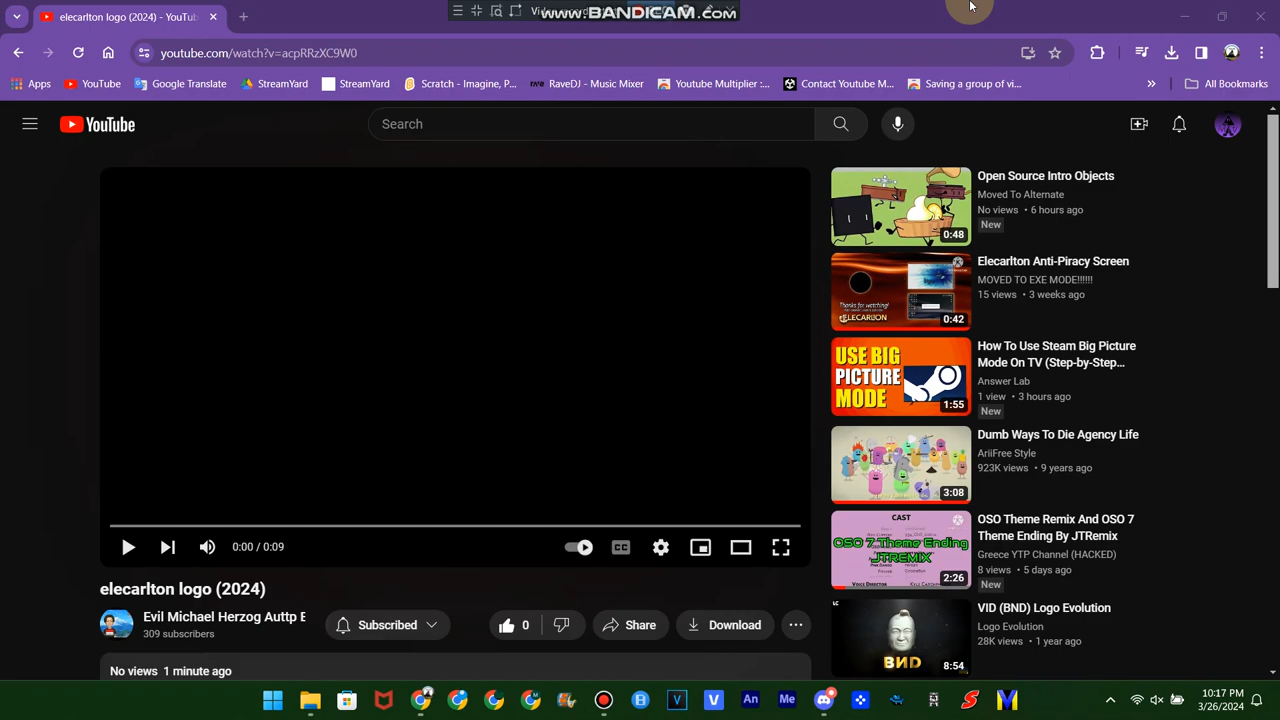 elecarlton logo (2024) - YouTub
www.BANDICAM.com
youtube.com/watch?v=acpRRzXC9W0
Apps
YouTube
Google Translate
StreamYard
StreamYard
Scratch - Imagine, P...
RaveDJ - Music Mixer
Youtube Multiplier :...
Contact Youtube M...
Saving a group of vi...
»
All Bookmarks
YouTube
Search
Open Source Intro Objects
Moved To Alternate
No views • 6 hours ago
New
0:48
Elecarlton Anti-Piracy Screen
MOVED TO EXE MODE!!!!!!
15 views • 3 weeks ago
Thanks for watching!
ELECARLTON
0:42
USE BIG
PICTURE
MODE
1:55
How To Use Steam Big Picture
Mode On TV (Step-by-Step...
Answer Lab
1 view • 3 hours ago
New
Dumb Ways To Die Agency Life
AriiFree Style
923K views • 9 years ago
3:08
CAST
OSO 7 Theme Ending
JTREMIX
VOICE DIRECTOR
2:26
OSO Theme Remix And OSO 7
Theme Ending By JTRemix
Greece YTP Channel (HACKED)
8 views • 5 days ago
New
LC
BИD
8:54
VID (BND) Logo Evolution
Logo Evolution
28K views • 1 year ago
0:00 / 0:09
CC
elecarlton logo (2024)
Evil Michael Herzog Auttp E
309 subscribers
Subscribed
0
Share
Download
No views 1 minute ago
10:17 PM
3/26/2024